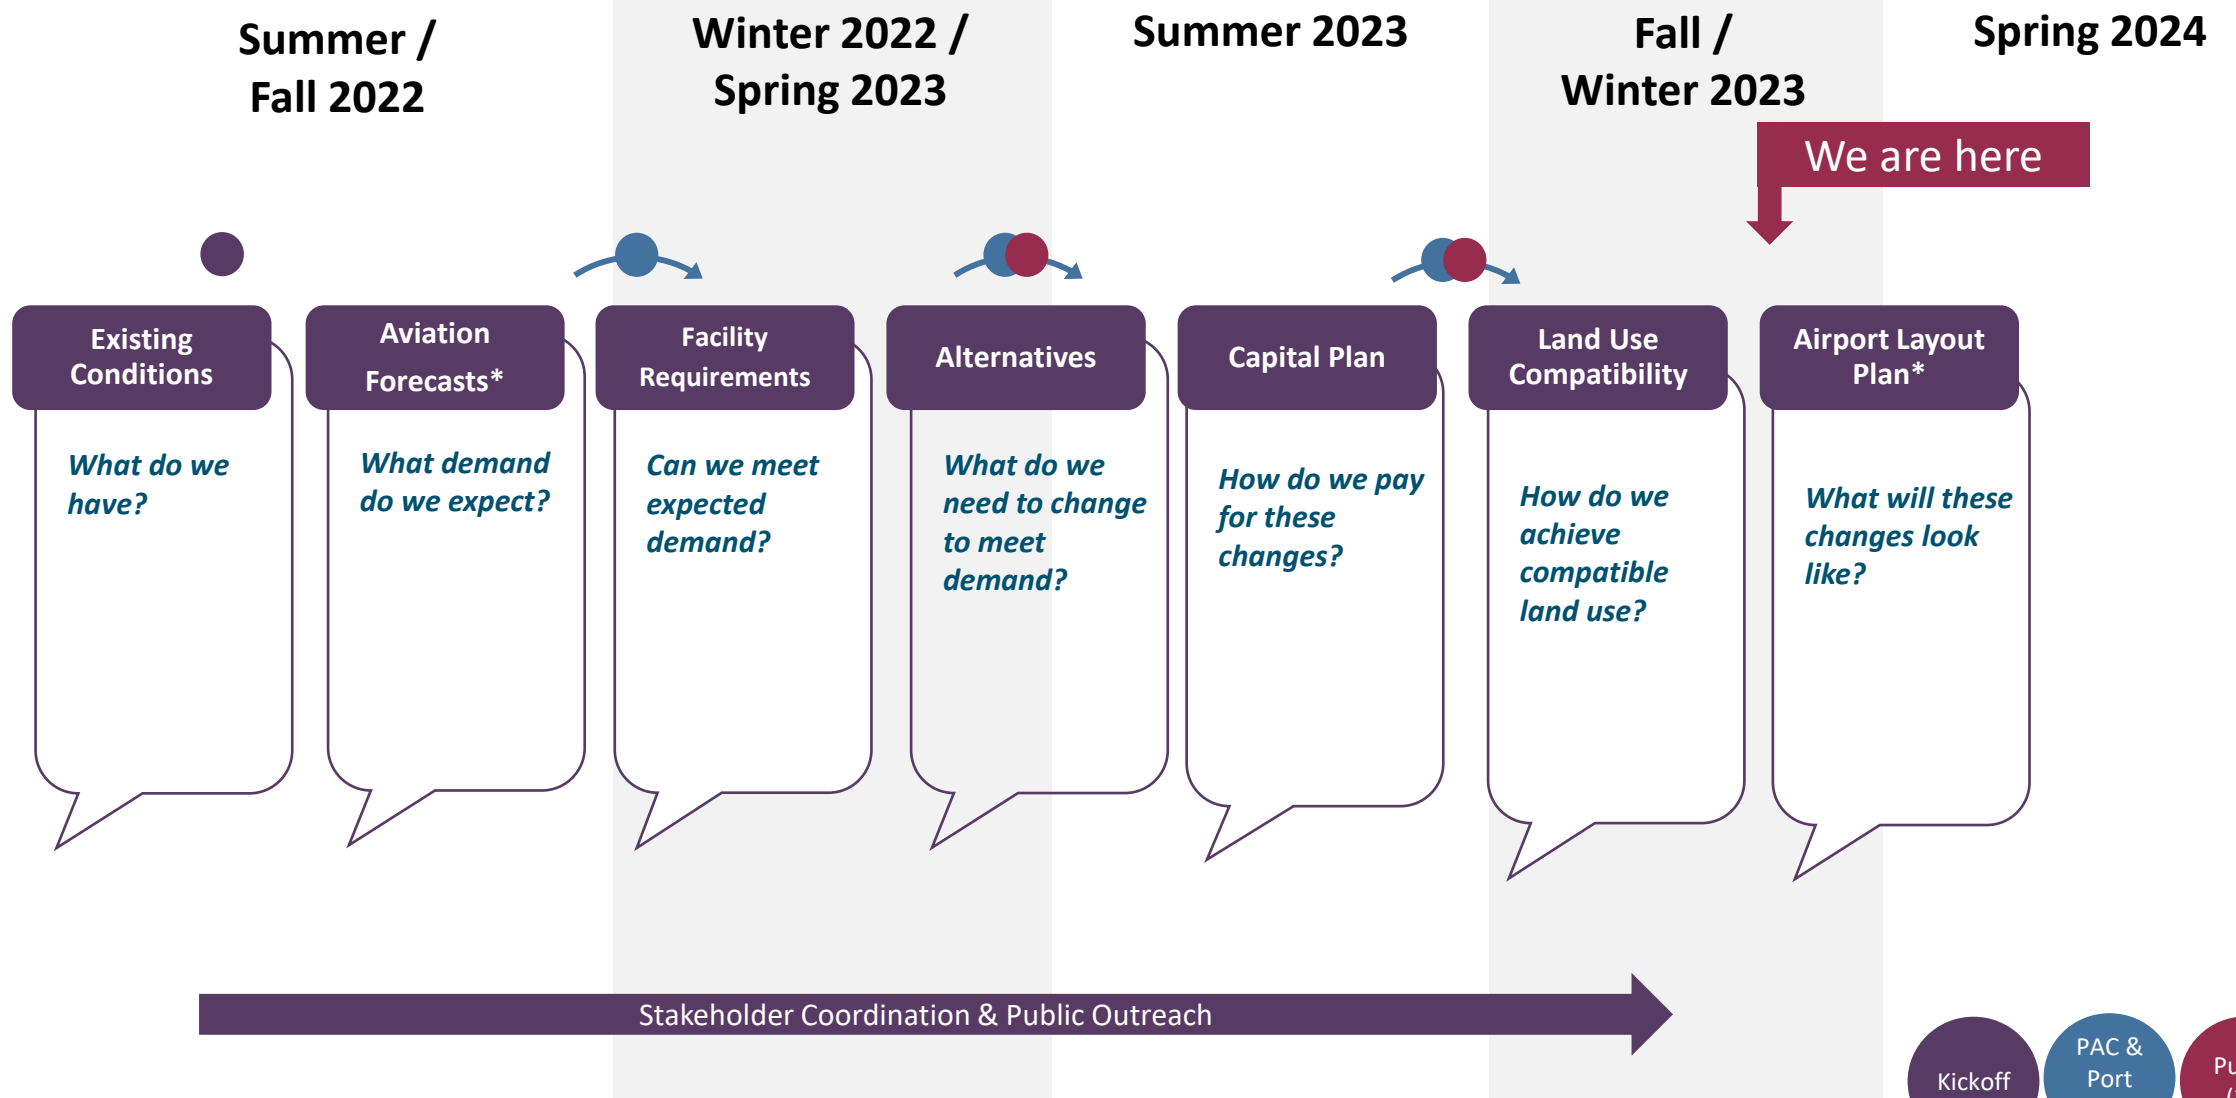 Summer /
Fall 2022
Winter 2022 /
Spring 2023
Summer 2023
Fall /
Winter 2023
Spring 2024
We are here
Existing
Conditions
What do we
have?
Aviation
Forecasts*
What demand
do we expect?
Facility
Requirements
Can we meet
expected
demand?
Alternatives
What do we
need to change
to meet
demand?
Capital Plan
How do we pay
for these
changes?
Land Use
Compatibility
How do we
achieve
compatible
land use?
Airport Layout
Plan*
What will these
changes look
like?
Stakeholder Coordination & Public Outreach
Kickoff
PAC &
Port